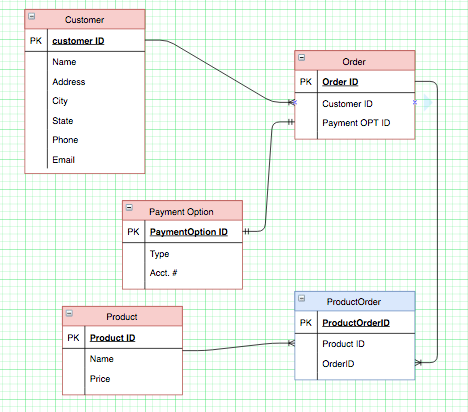 Customer
PK customer ID
Name
Address
City
State
Phone
Email
Order
PK Order ID
Customer ID
Payment OPT ID
Payment Option
PK PaymentOption ID
Type
Acct. #
Product
PK Product ID
Name
Price
ProductOrder
PK ProductOrderID
Product ID
OrderID